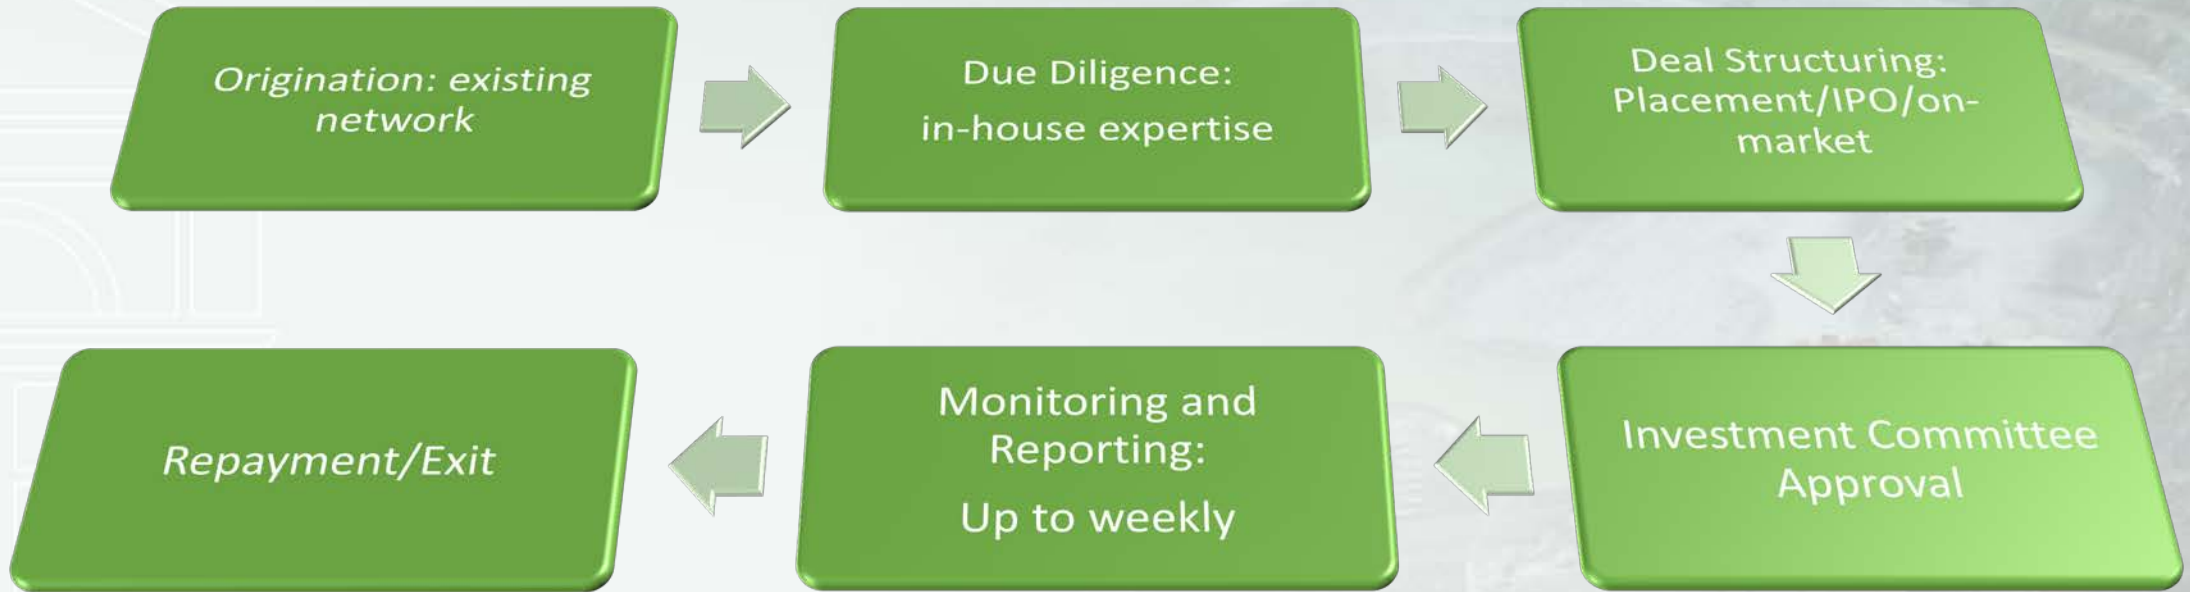 Origination: existing
network
Due Diligence:
in-house expertise
Deal Structuring:
Placement/IPO/on-
market
Investment Committee
Approval
Monitoring and
Reporting:
Up to weekly
Repayment/Exit